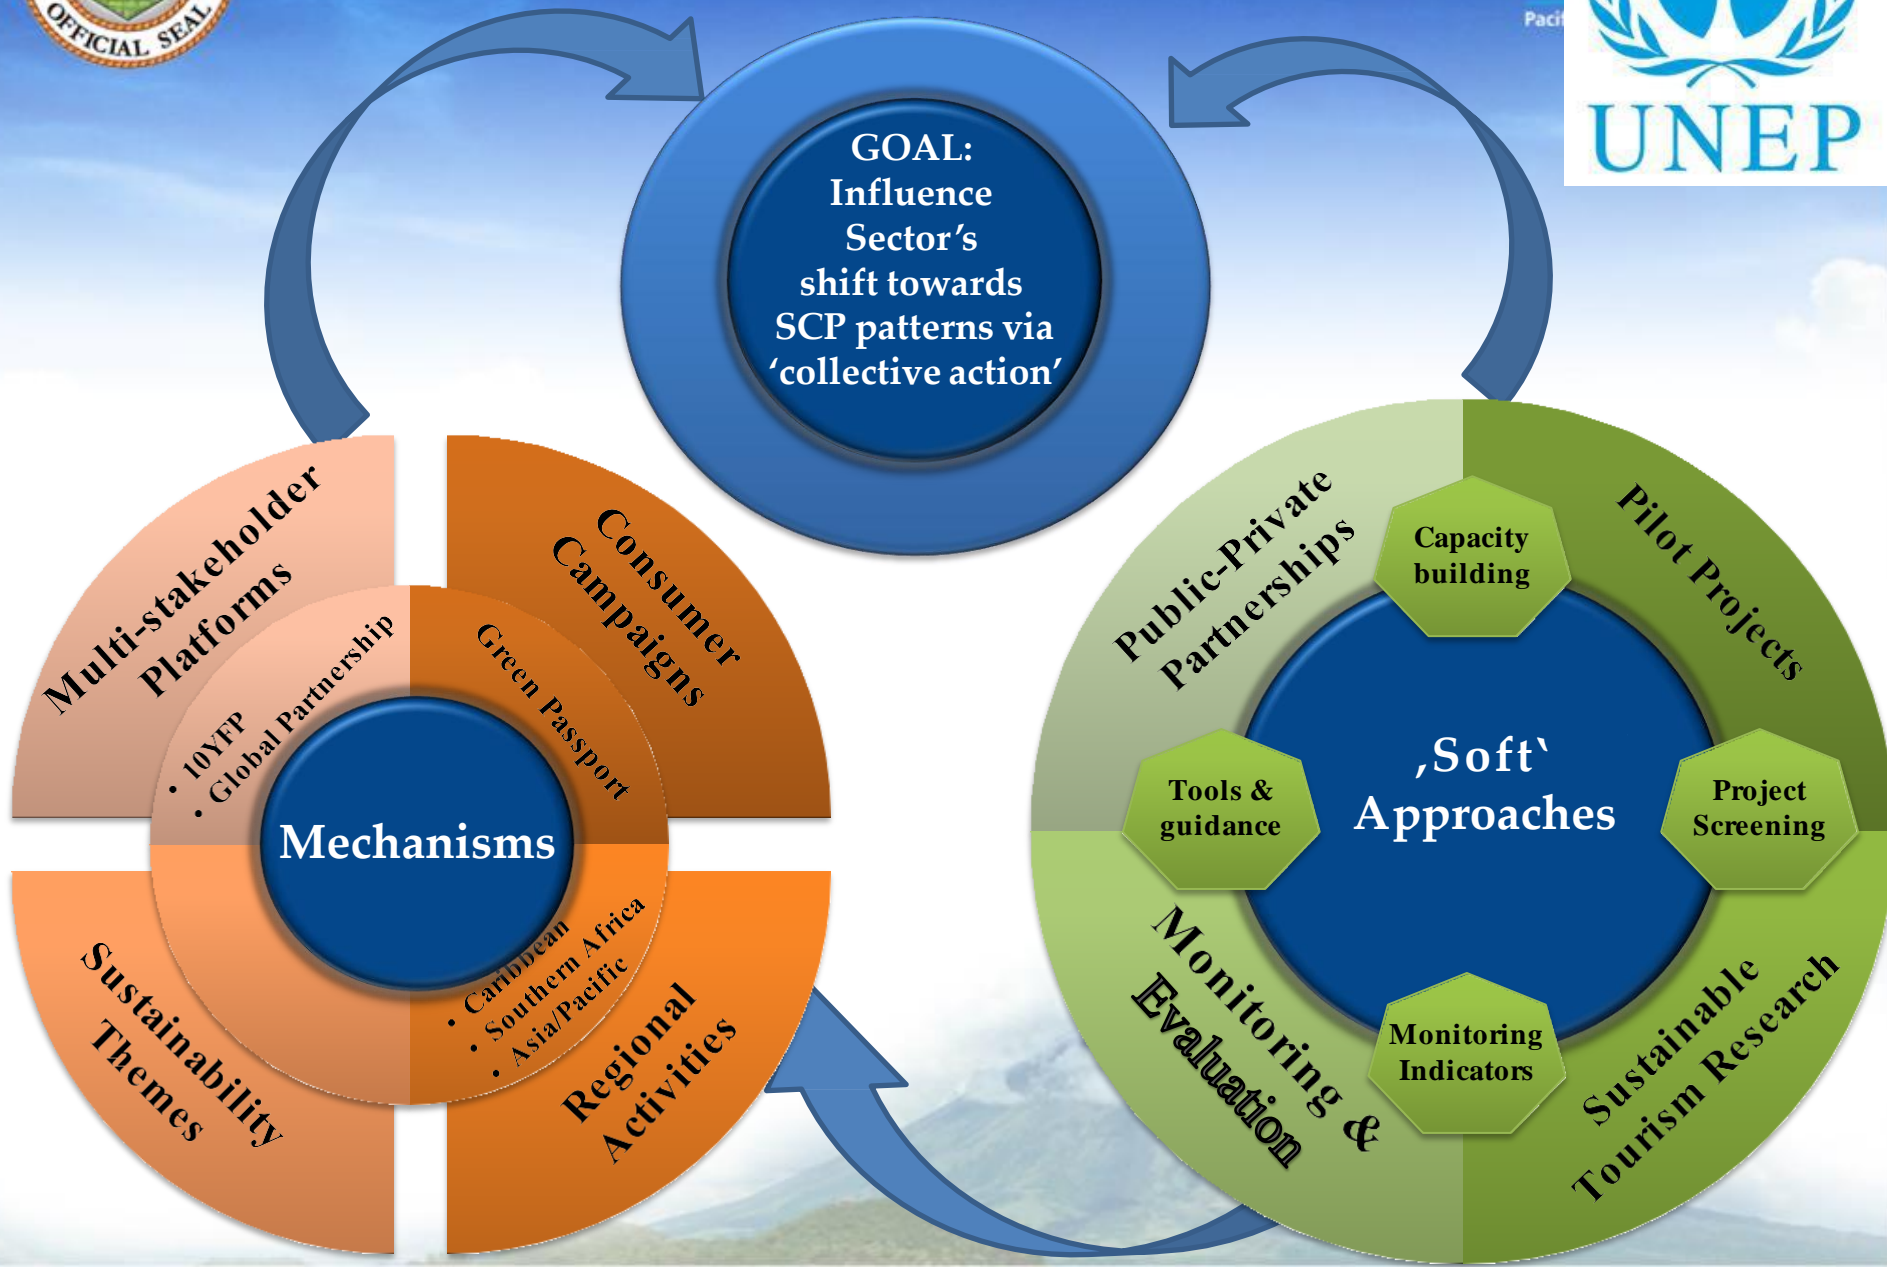 OFFICIAL SEAL
UNEP
GOAL:
Influence
Sector’s
shift towards
SCP patterns via
‘collective action’
Multi-stakeholder
Platforms
Consumer
Campaigns
• 10YFP
• Global Partnership
Green Passport
Mechanisms
Sustainability
Themes
• Caribbean
• Southern Africa
• Asia/Pacific
Regional
Activities
Public-Private
Partnerships
Pilot Projects
Capacity
building
Tools &
guidance
‚Soft‛
Approaches
Project
Screening
Monitoring &
Evaluation
Monitoring
Indicators
Sustainable
Tourism Research